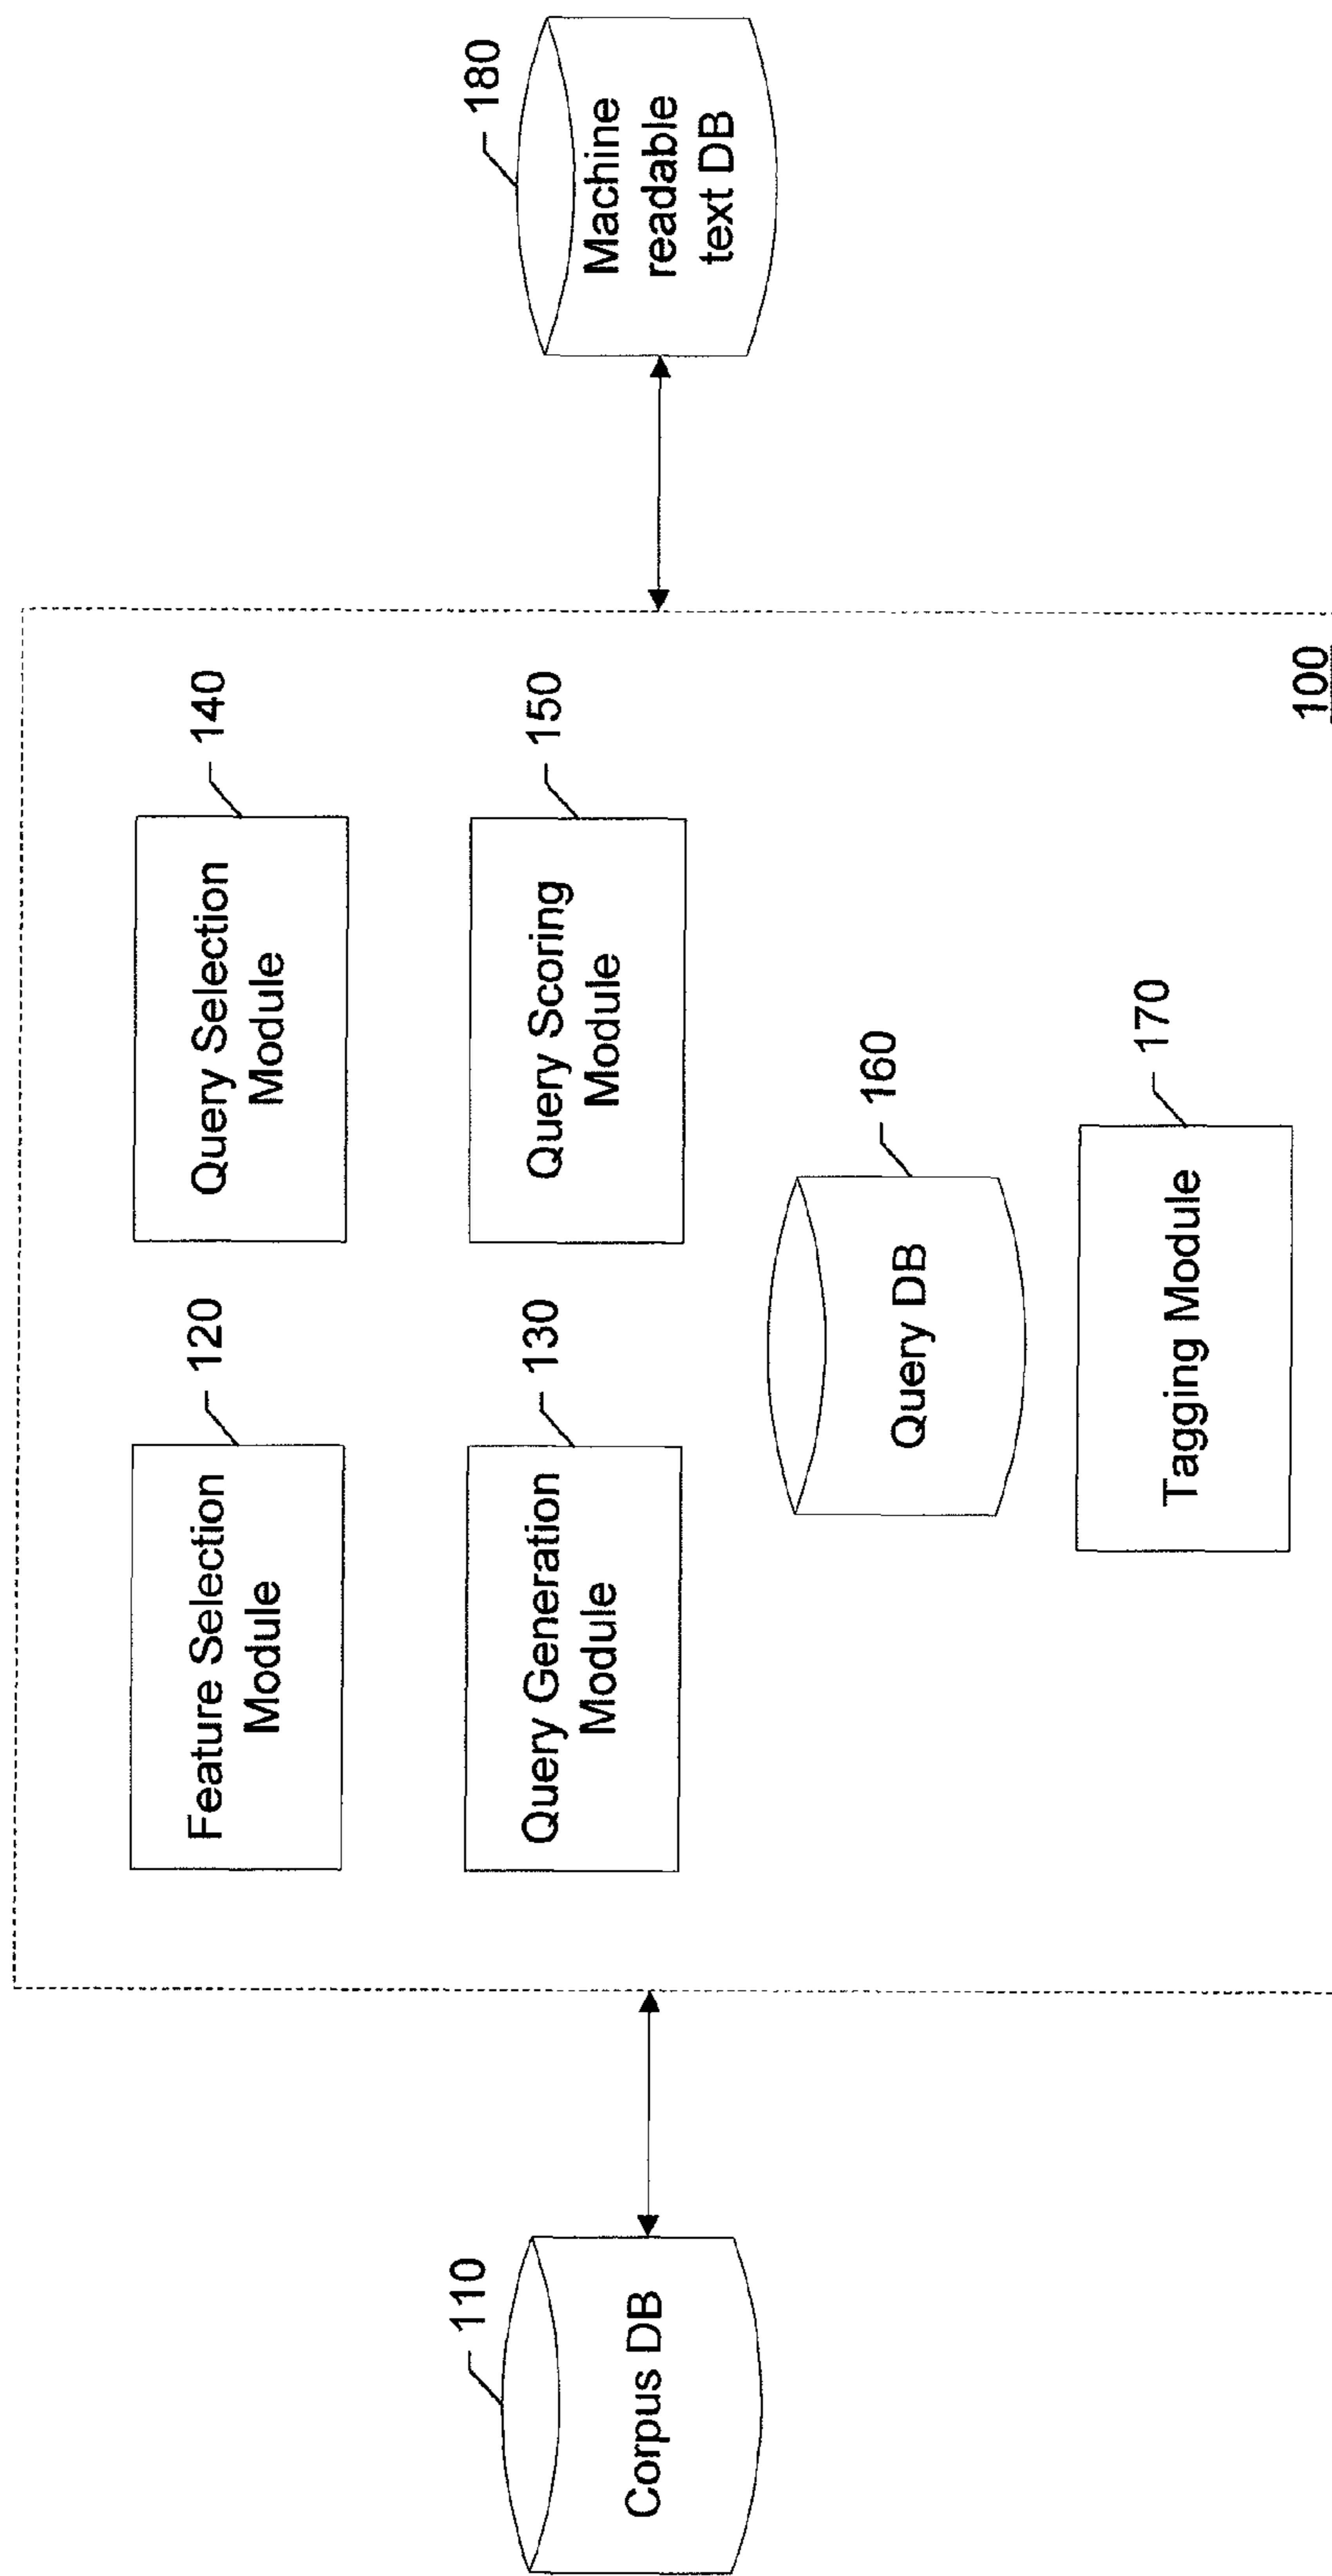 110
Corpus DB
120
Feature Selection
Module
140
Query Selection
Module
130
Query Generation
Module
150
Query Scoring
Module
160
Query DB
170
Tagging Module
100
180
Machine
readable
text DB